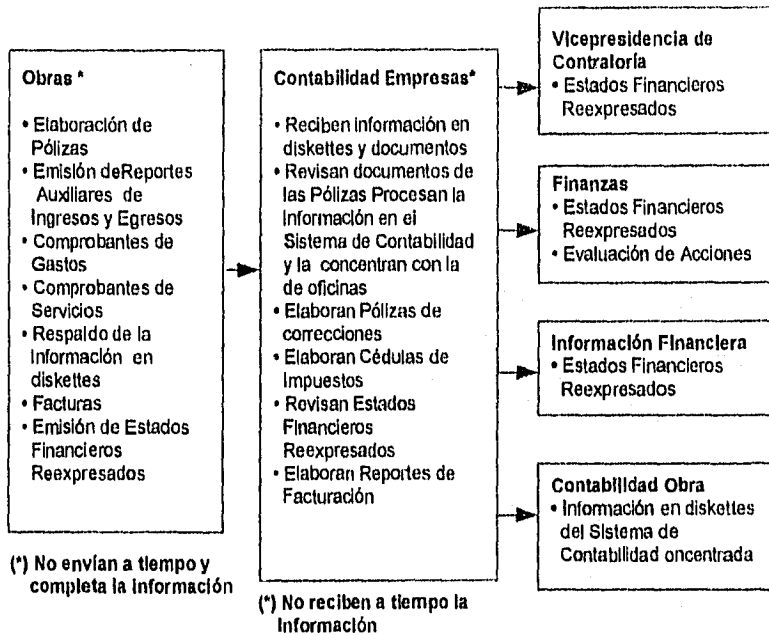 Obras *
• Elaboración de
Pólizas
• Emisión deReportes
Auxiliares de
Ingresos y Egresos
• Comprobantes de
Gastos
• Comprobantes de
Servicios
• Respaldo de la
Información en
diskettes
• Facturas
• Emisión de Estados
Financieros
Reexpresados
(*) No envían a tiempo y
completa la información
Contabilidad Empresas*
• Reciben información en
diskettes y documentos
• Revisan documentos de
las Pólizas Procesan la
Información en el
Sistema de Contabilidad
y la concentran con la
de oficinas
• Elaboran Pólizas de
correcciones
• Elaboran Cédulas de
Impuestos
• Revisan Estados
Financieros
Reexpresados
• Elaboran Reportes de
Facturación
(*) No reciben a tiempo la
Información
Vicepresidencia de
Contraloría
• Estados Financieros
Reexpresados
Finanzas
• Estados Financieros
Reexpresados
• Evaluación de Acciones
Información Financiera
• Estados Financieros
Reexpresados
Contabilidad Obra
• Información en diskettes
del Sistema de
Contabilidad oncentrada